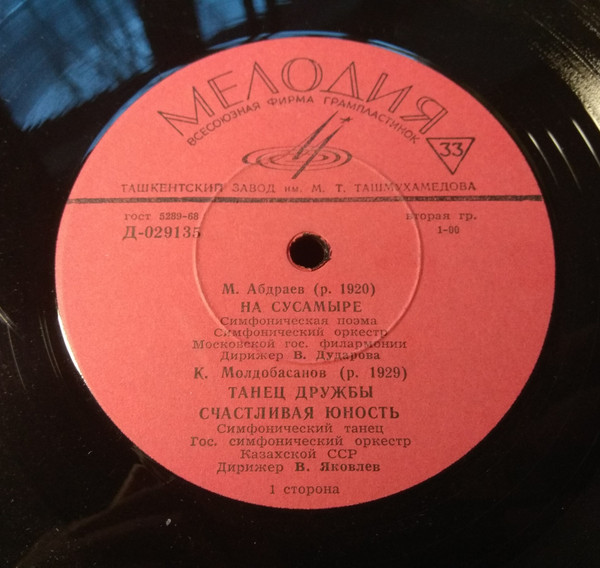 МЕЛОДИЯ
ВСЕСОЮЗНАЯ ФИРМА ГРАМПЛАСТИНОК
33
ТАШКЕНТСКИЙ ЗАВОД им. М. Т. ТАШМУХАМЕДОВА
гост 5289-68 вторая гр.
Д-029135 1-00
М. Абдраев (р. 1920)
НА СУСАМЫРЕ
Симфоническая поэма
Симфонический оркестр
Московской гос. филармонии
Дирижер В. Дударова
К. Молдобасанов (р. 1929)
ТАНЕЦ ДРУЖБЫ
СЧАСТЛИВАЯ ЮНОСТЬ
Симфонический танец
Гос. симфонический оркестр
Казахской ССР
Дирижер В. Яковлев
1 сторона